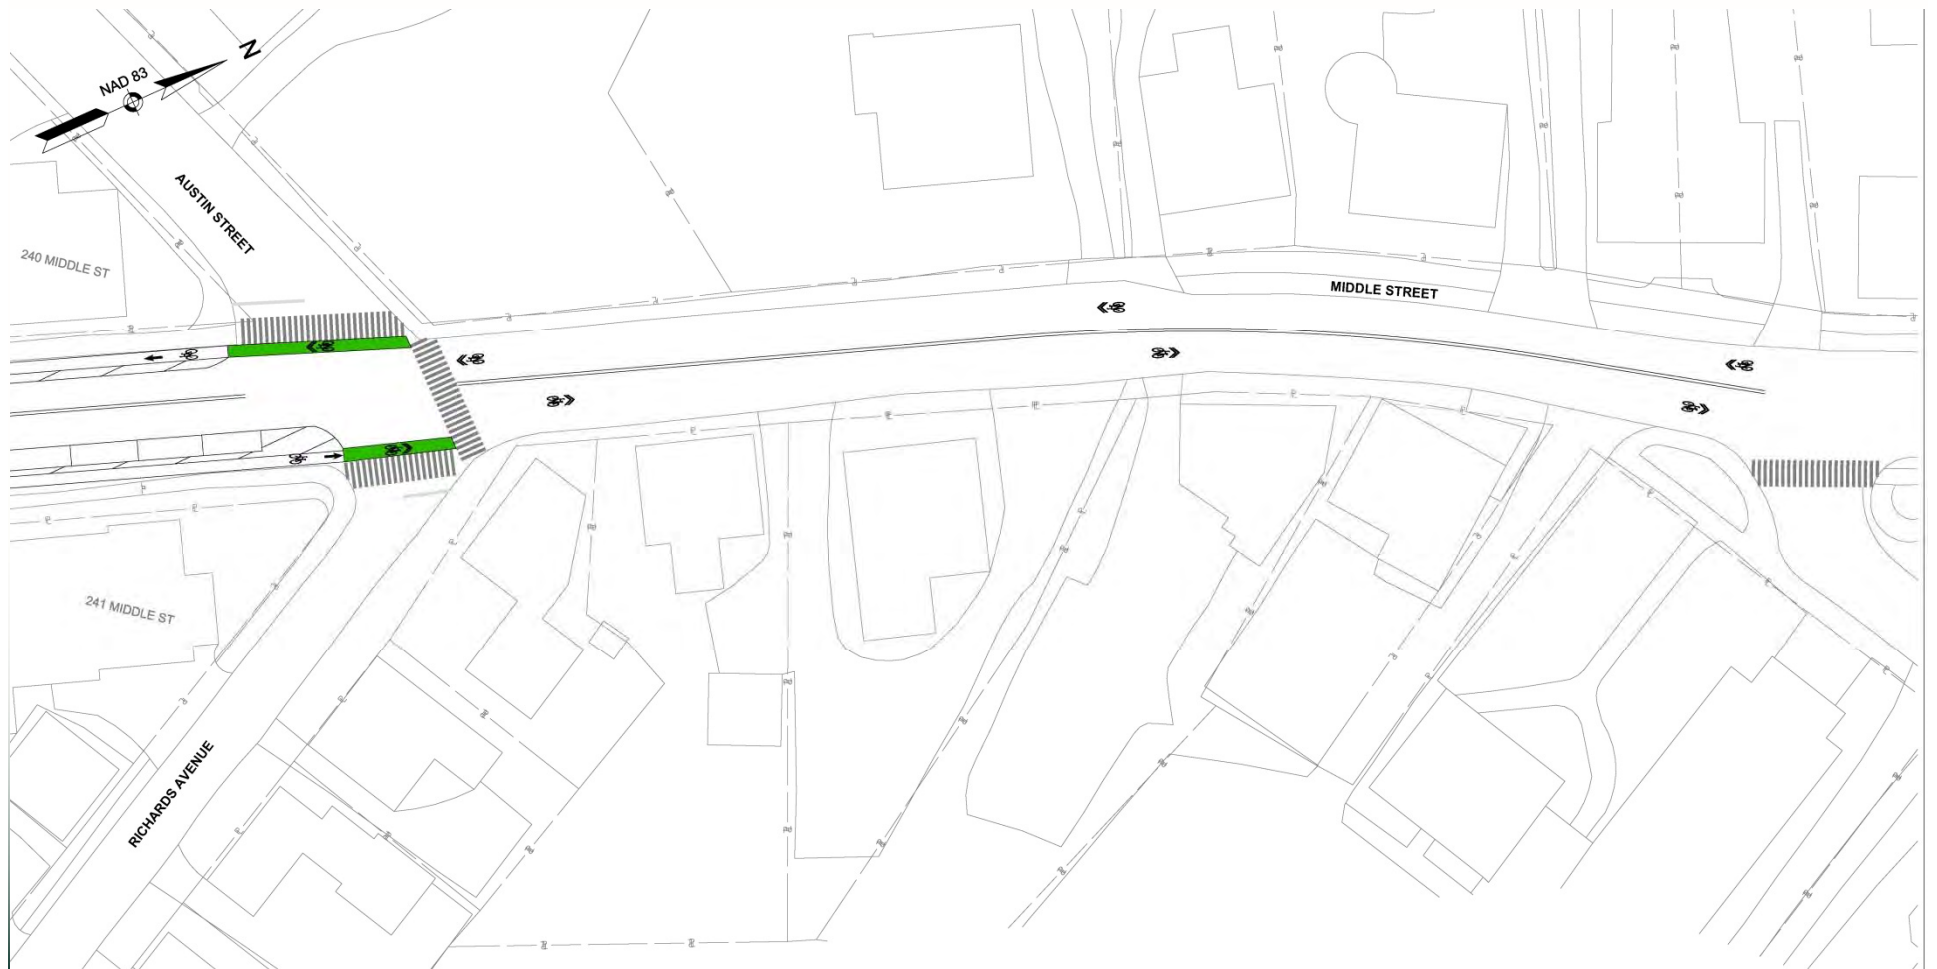 N
NAD 83
AUSTIN STREET
240 MIDDLE ST
MIDDLE STREET
241 MIDDLE ST
RICHARDS AVENUE